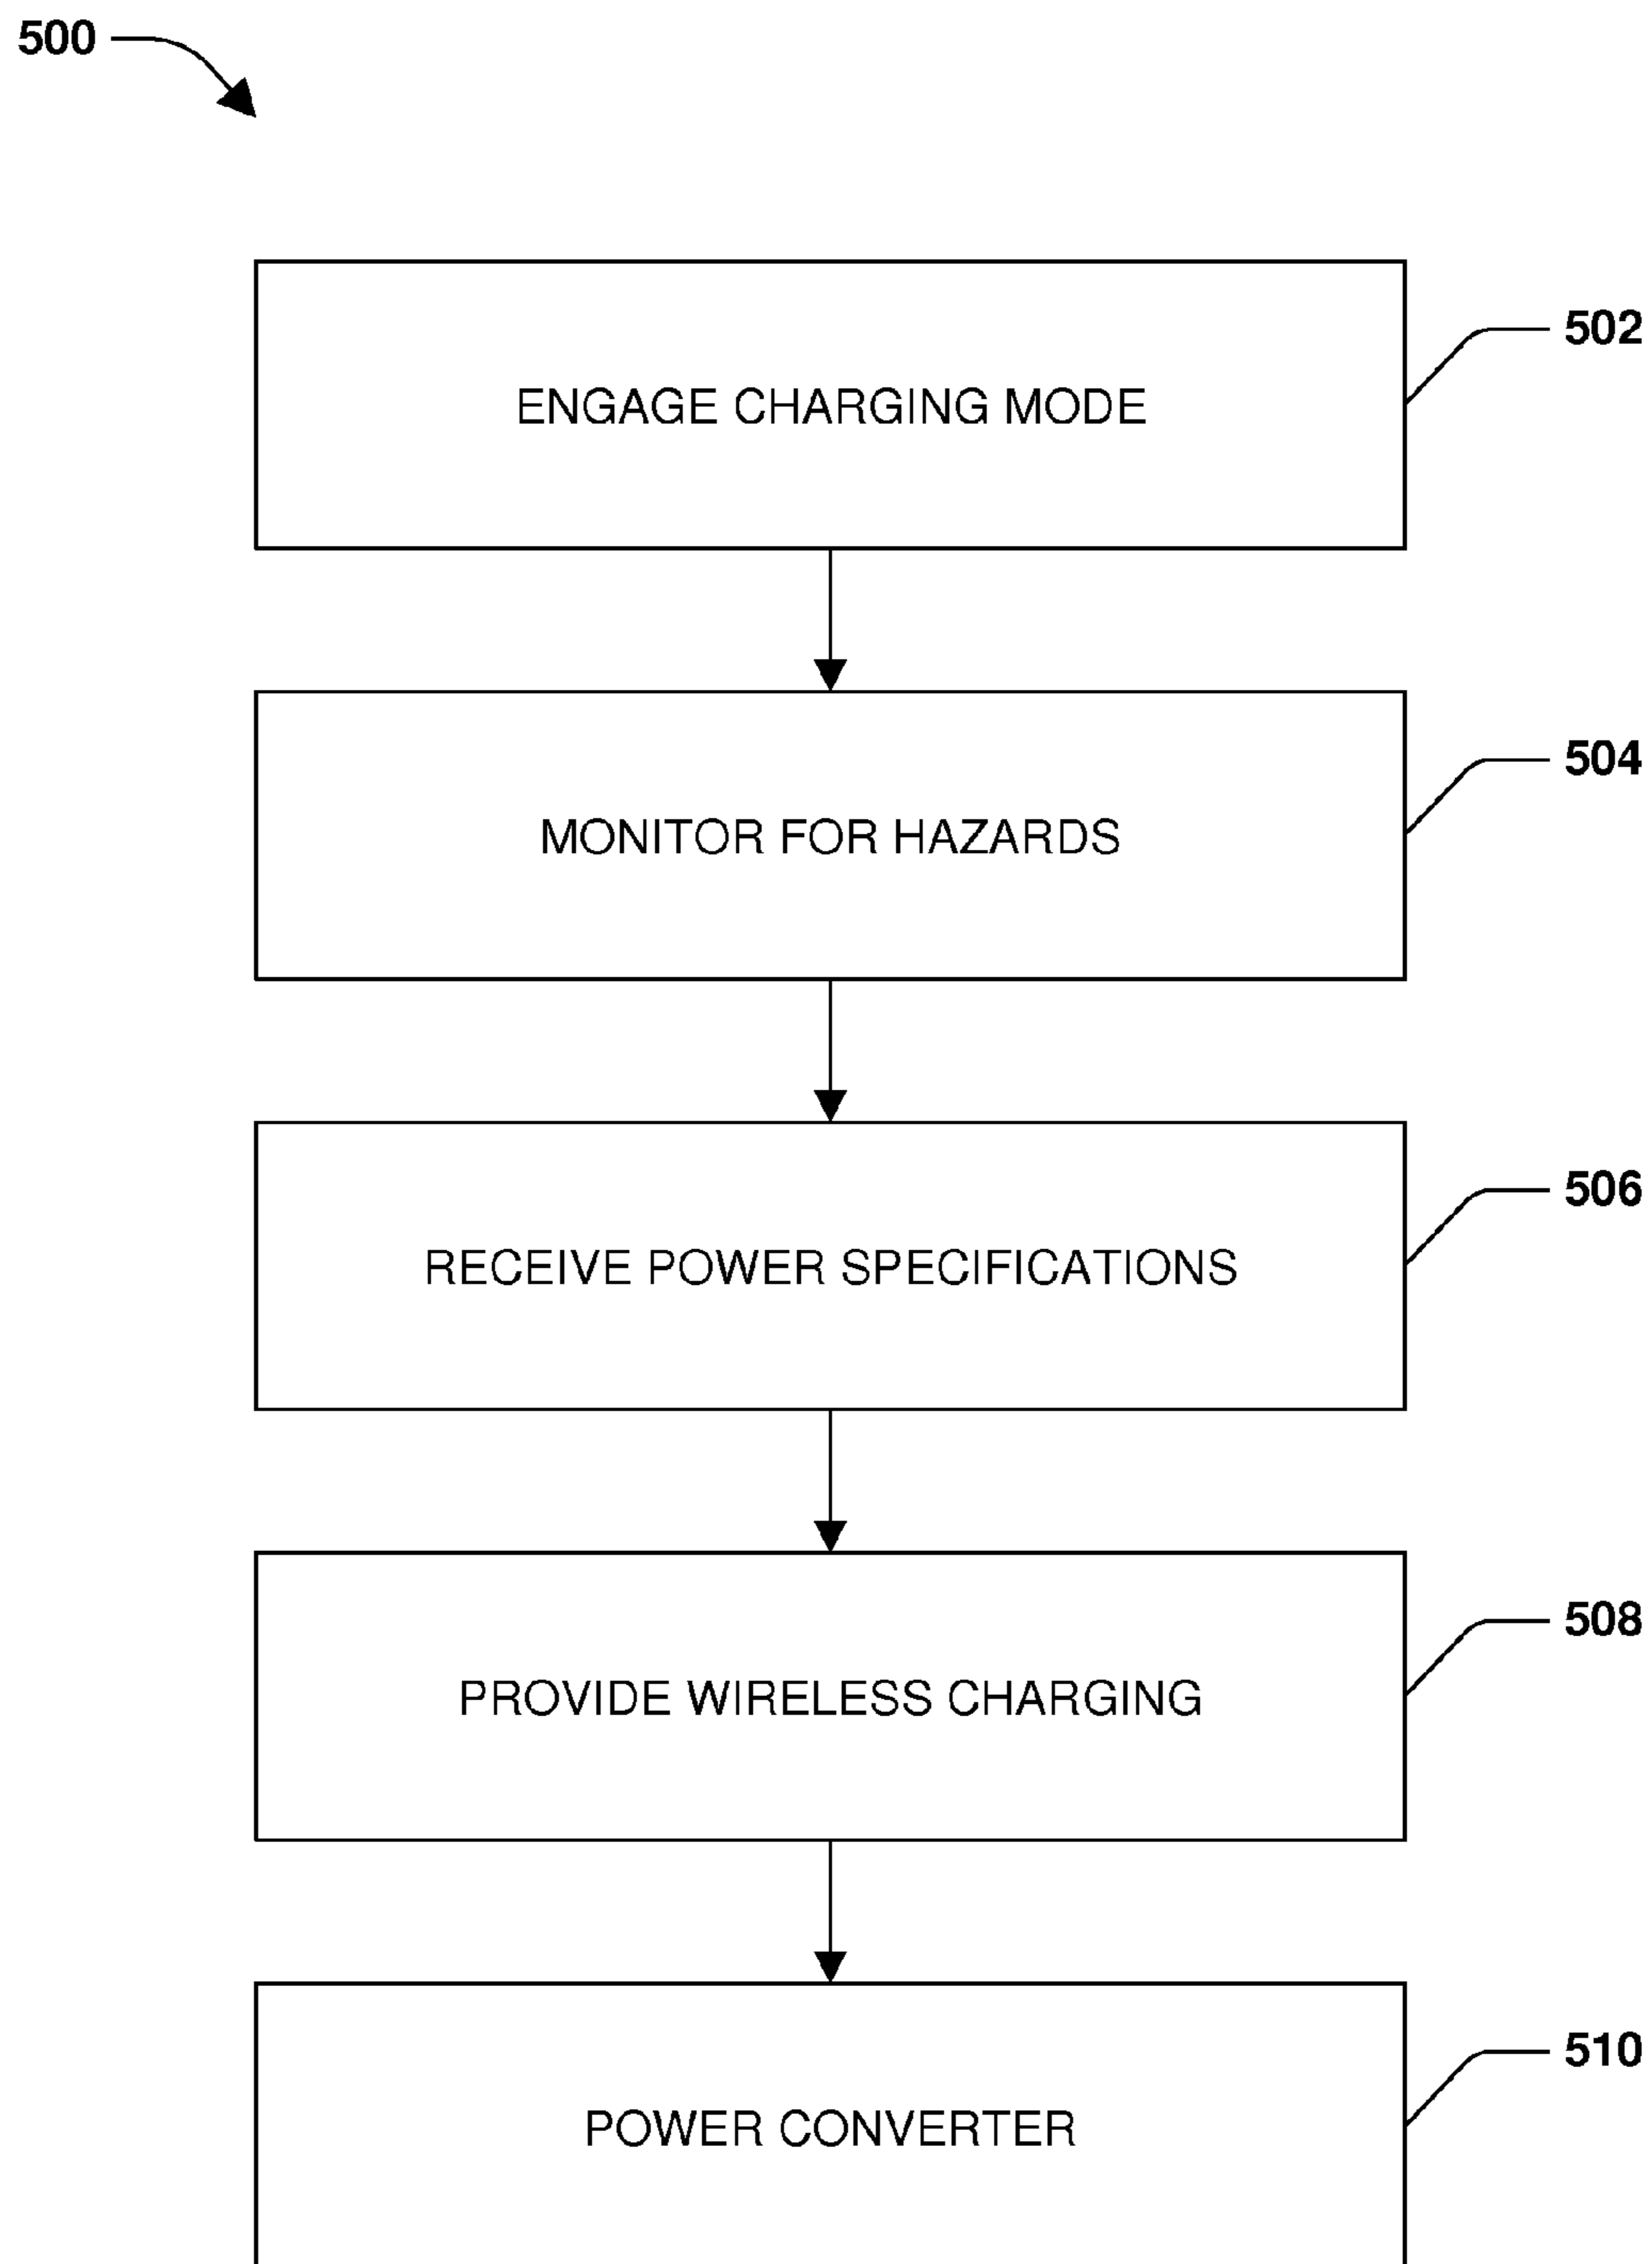 500
ENGAGE CHARGING MODE
502
MONITOR FOR HAZARDS
504
RECEIVE POWER SPECIFICATIONS
506
PROVIDE WIRELESS CHARGING
508
POWER CONVERTER
510